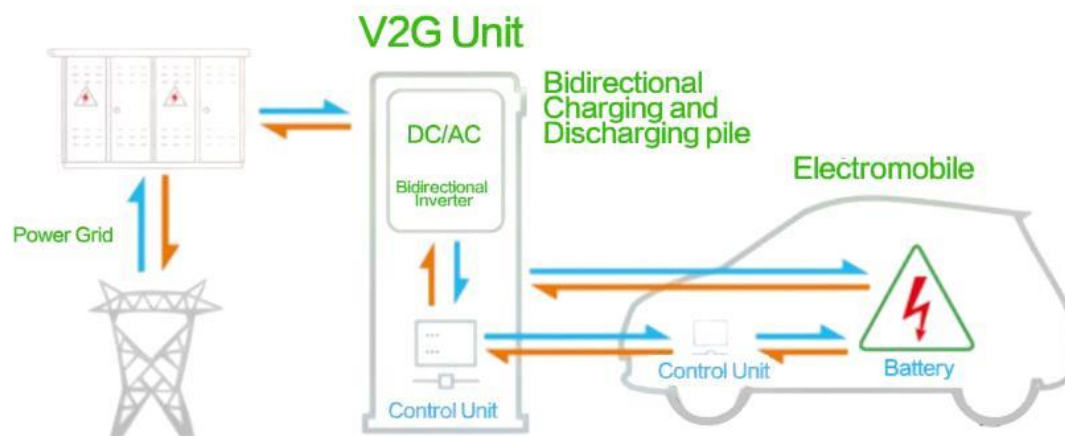 V2G Unit
Bidirectional
Charging and
Discharging pile
DC/AC
Bidirectional
Inverter
Electromobile
Power Grid
Control Unit
Control Unit
Battery